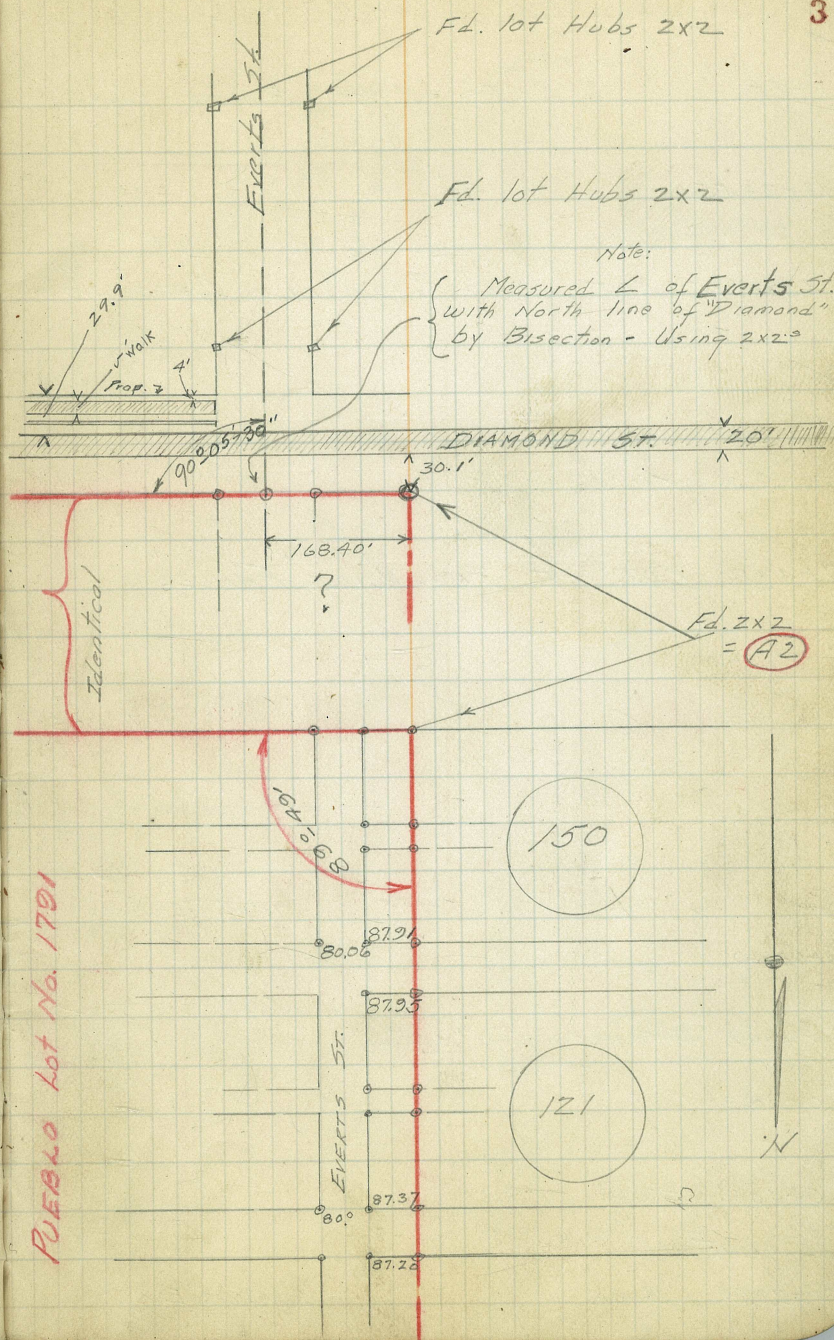 3
Fd. lot Hubs 2x2
Everts St.
Fd. lot Hubs 2x2
Note:
Measured ∠ of Everts St.
with North line of "Diamond"
by Bisection - Using 2x2s
29.9'
Walk
4'
Prop.
90°05'30"
DIAMOND ST.
20'
30.1'
168.40'
?
Identical
Fd. 2x2
= A2
89°49'
150
87.91
80.06
87.95
PUEBLO Lot No. 1791
EVERTS ST.
121
N
87.37
80.0
87.26